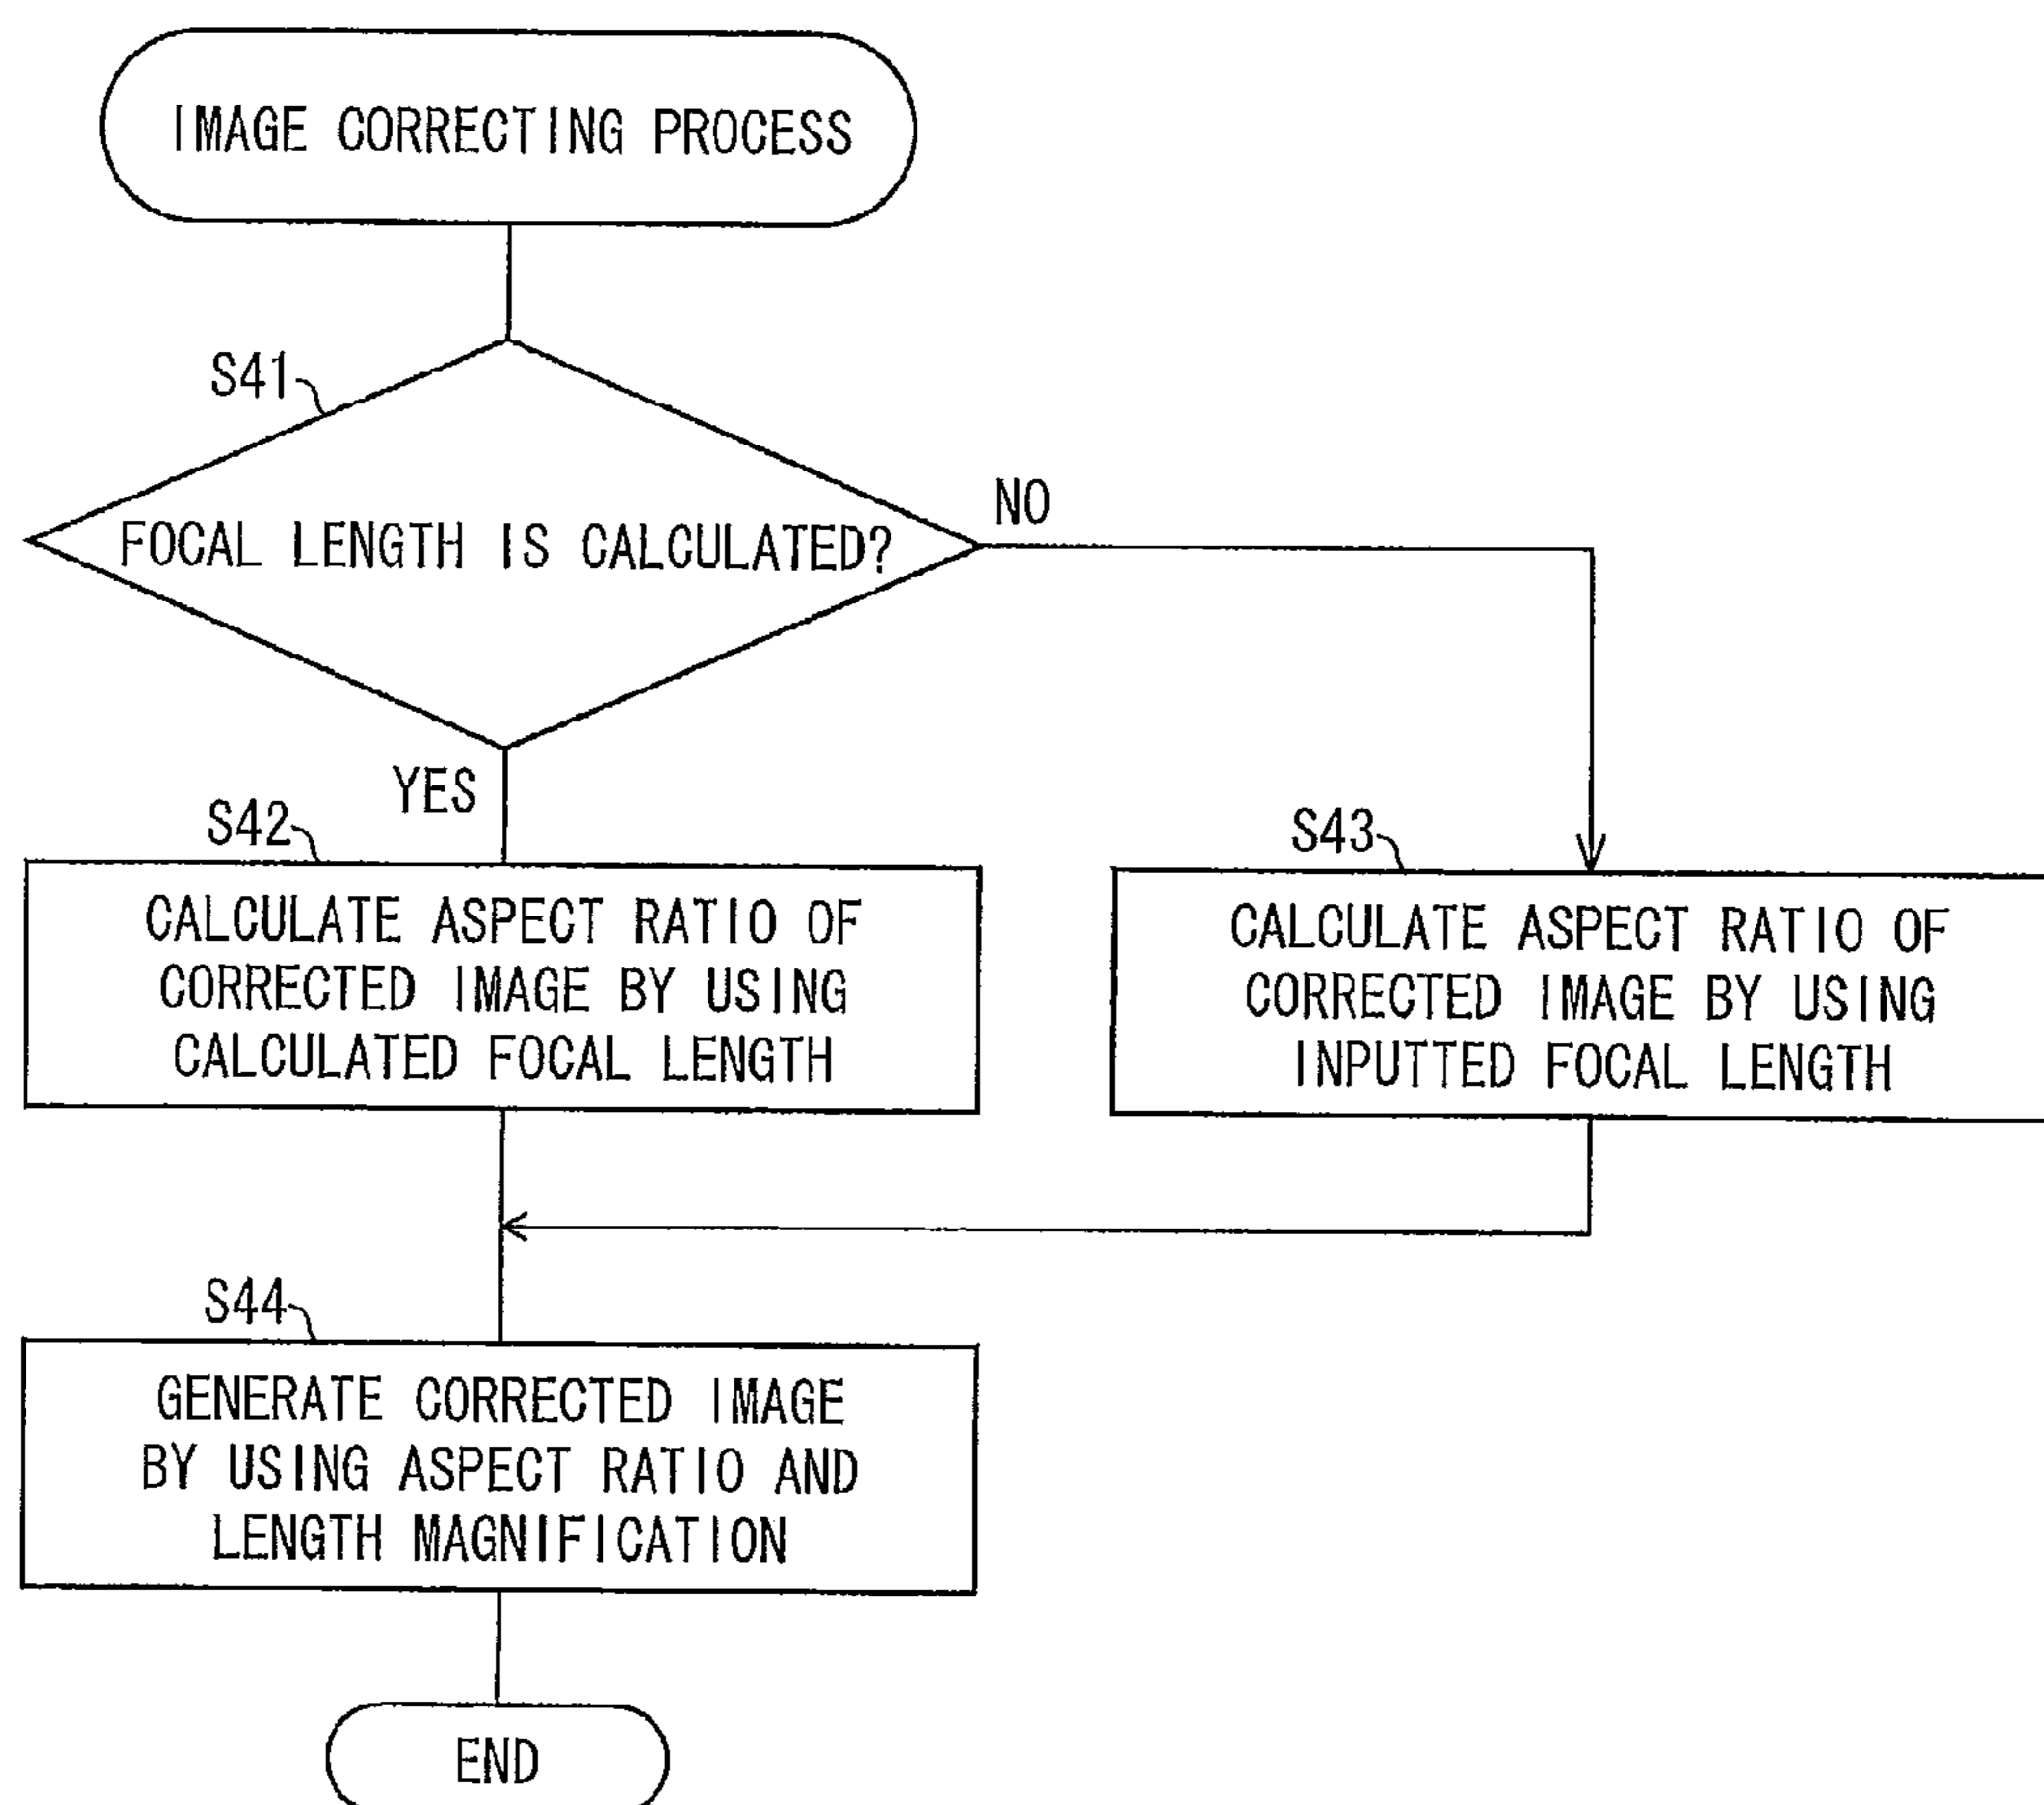 IMAGE CORRECTING PROCESS
S41
FOCAL LENGTH IS CALCULATED?
NO
YES
S42
CALCULATE ASPECT RATIO OF
CORRECTED IMAGE BY USING
CALCULATED FOCAL LENGTH
S43
CALCULATE ASPECT RATIO OF
CORRECTED IMAGE BY USING
INPUTTED FOCAL LENGTH
S44
GENERATE CORRECTED IMAGE
BY USING ASPECT RATIO AND
LENGTH MAGNIFICATION
END